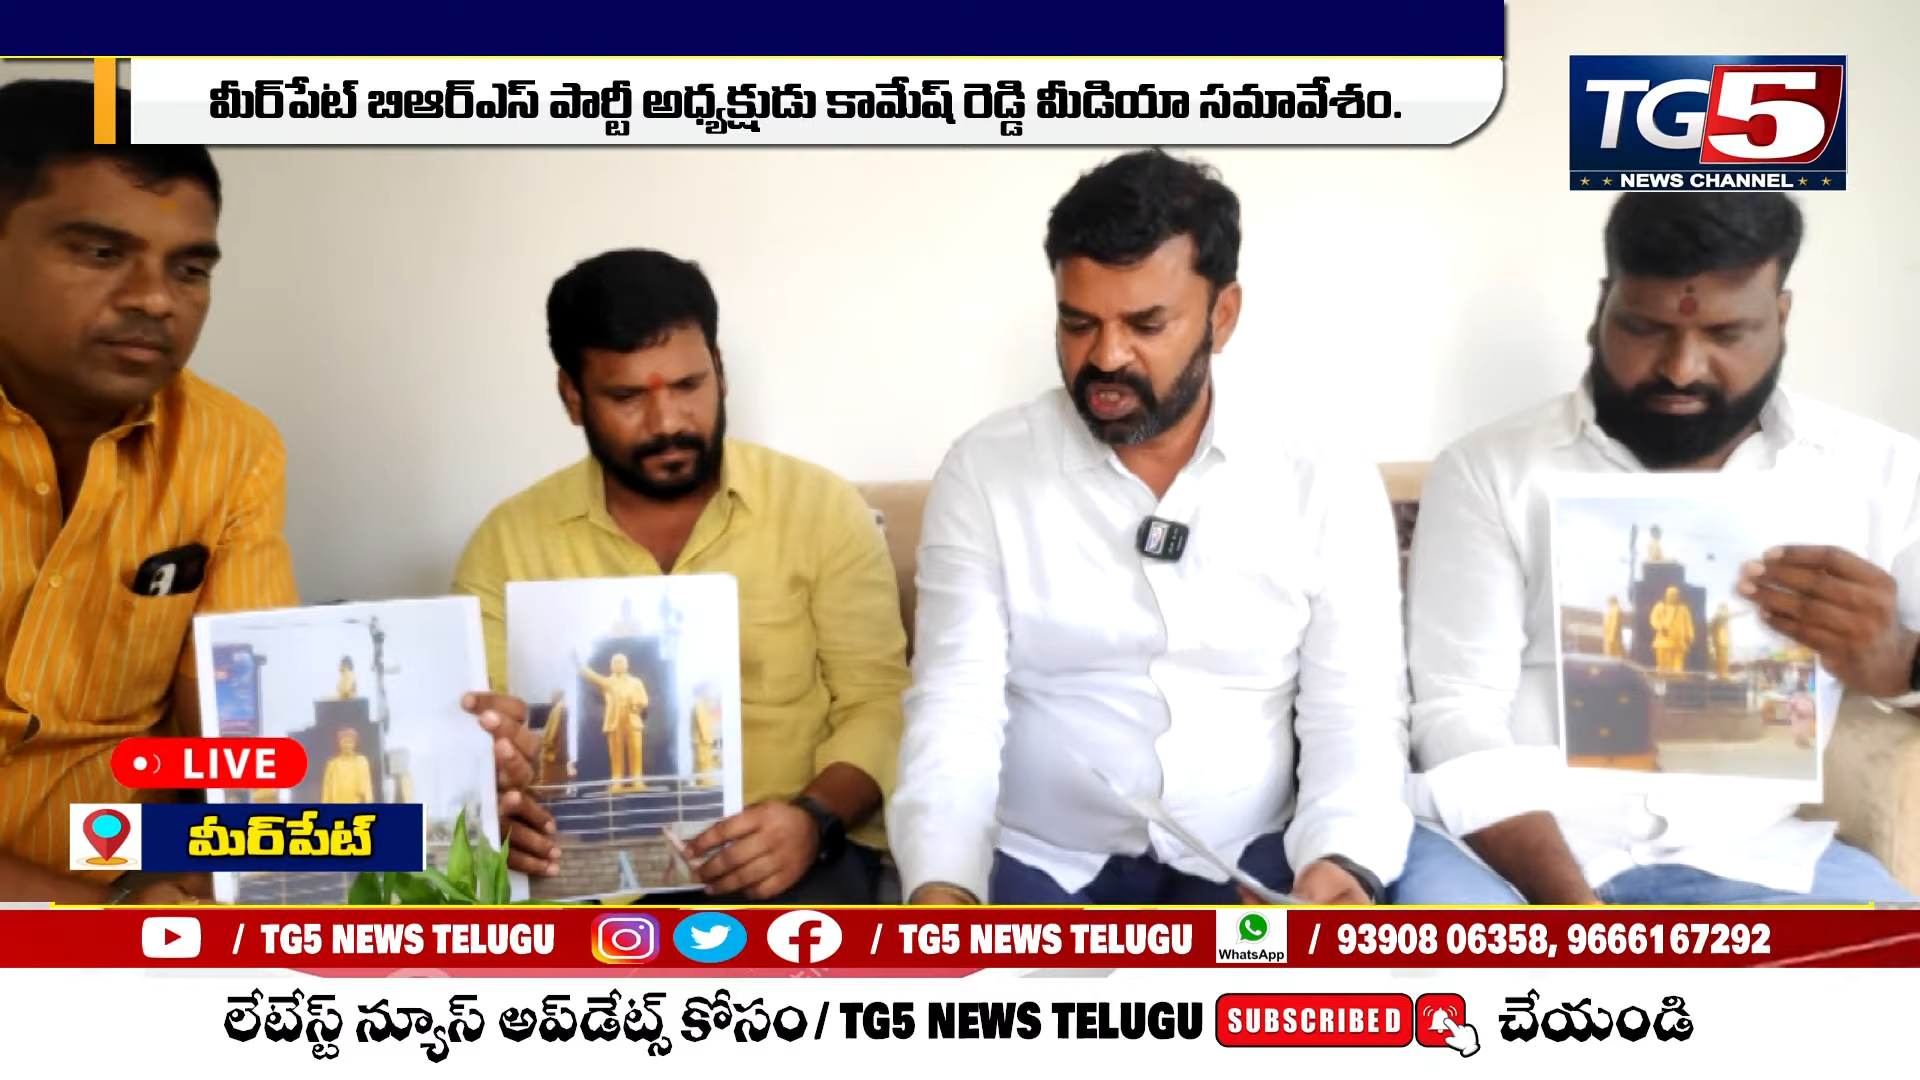 మీర్‌పేట్ బిఆర్ఎస్ పార్టీ అధ్యక్షుడు కామేష్ రెడ్డి మీడియా సమావేశం.
TG5
NEWS CHANNEL
LIVE
మీర్‌పేట్
/ TG5 NEWS TELUGU / TG5 NEWS TELUGU WhatsApp / 93908 06358, 9666167292
లేటెస్ట్ న్యూస్ అప్‌డేట్స్ కోసం / TG5 NEWS TELUGU SUBSCRIBED చేయండి